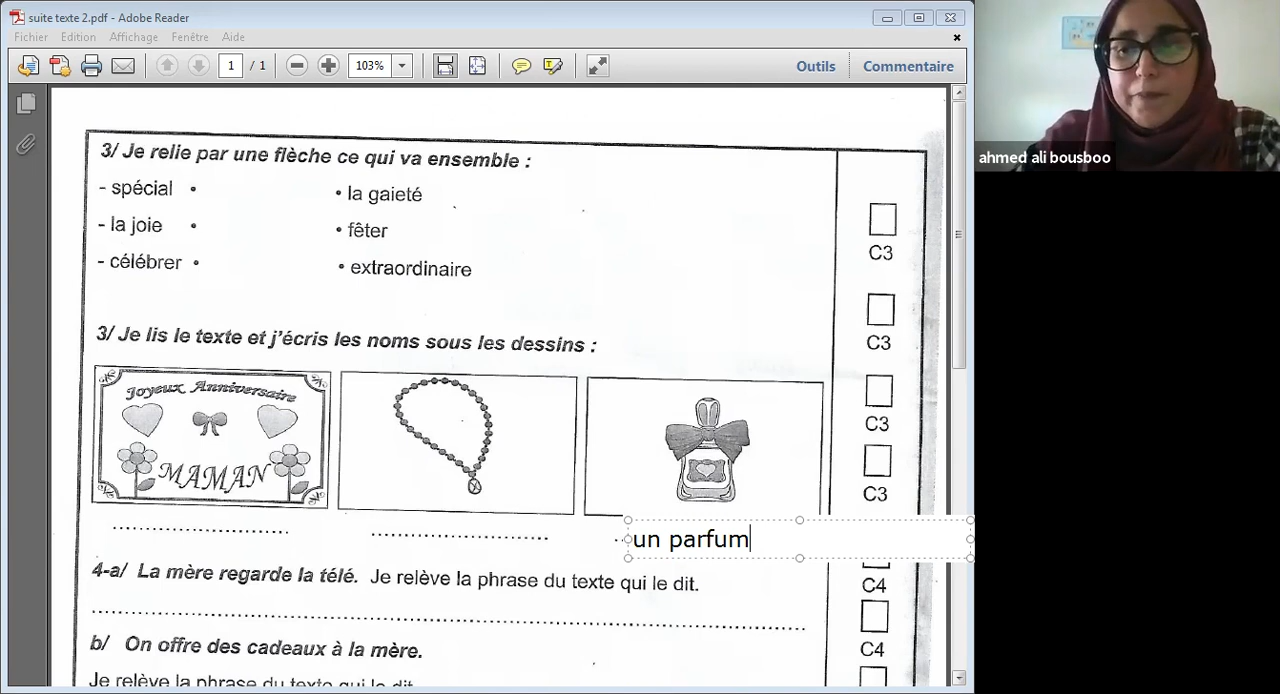 suite texte 2.pdf - Adobe Reader
Fichier Edition Affichage Fenêtre Aide
1 / 1
103%
Outils
Commentaire
ahmed ali bousboo
3/ Je relie par une flèche ce qui va ensemble :
- spécial • • la gaieté
- la joie • • fêter
C3
- célébrer • • extraordinaire
3/ Je lis le texte et j'écris les noms sous les dessins :
C3
Joyeux Anniversaire
MAMAN
C3
C3
un parfum
4-a/ La mère regarde la télé. Je relève la phrase du texte qui le dit.
C4
b/ On offre des cadeaux à la mère.
C4
Je relève la phrase du texte qui le dit.